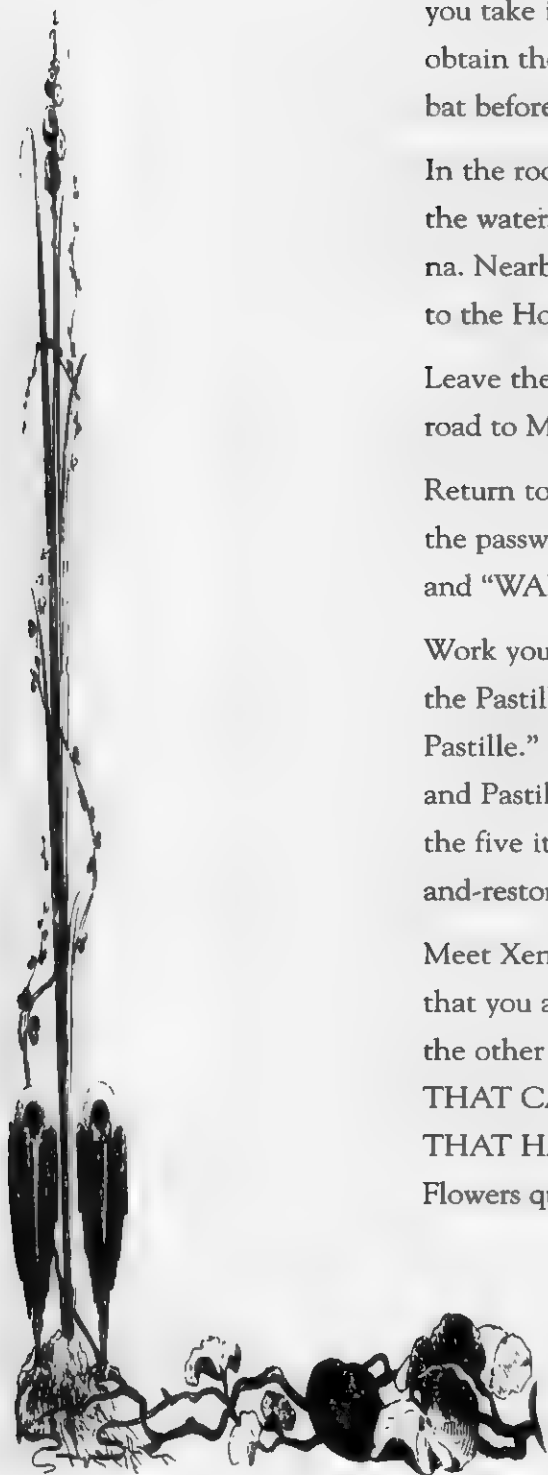 you take i
obtain the
bat before
In the roo
the waters
na. Nearb
to the Ho
Leave the
road to M
Return to
the passw
and "WA
Work you
the Pastill
Pastille."
and Pastil
the five it
and-restor
Meet Xen
that you a
the other
THAT CA
THAT HA
Flowers qu